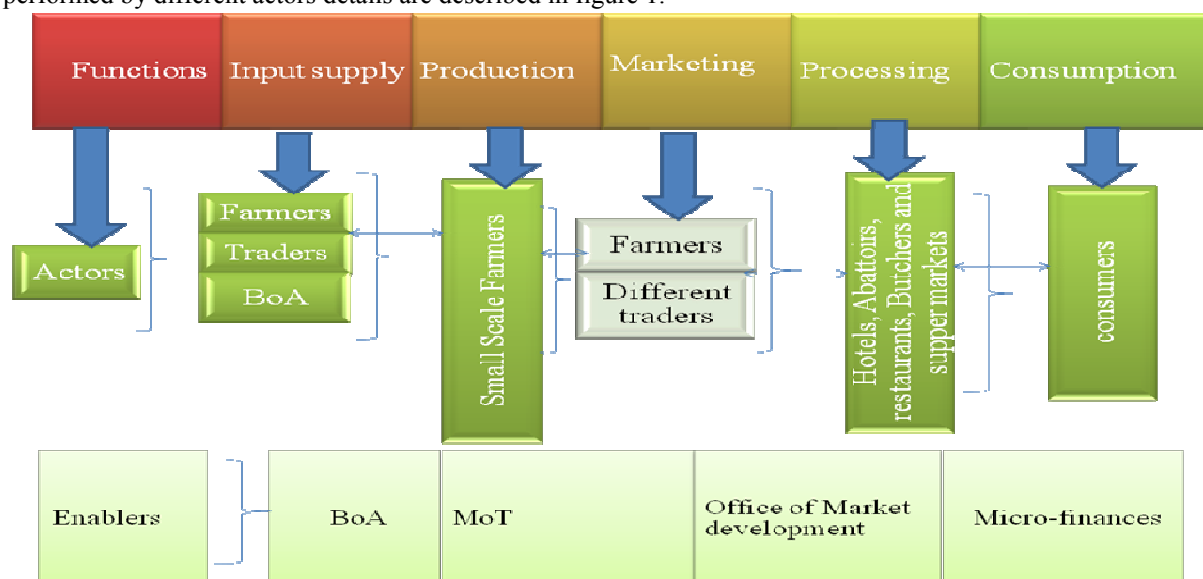 performed by different actors details are described in figure 1.
Functions
Input supply
Production
Marketing
Processing
Consumption
Actors
Farmers
Traders
BoA
Small Scale Farmers
Farmers
Different
traders
Hotels, Abattoirs,
restaurants, Butchers and
supper markets
consumers
Enablers
BoA
MoT
Office of Market
development
Micro-finances